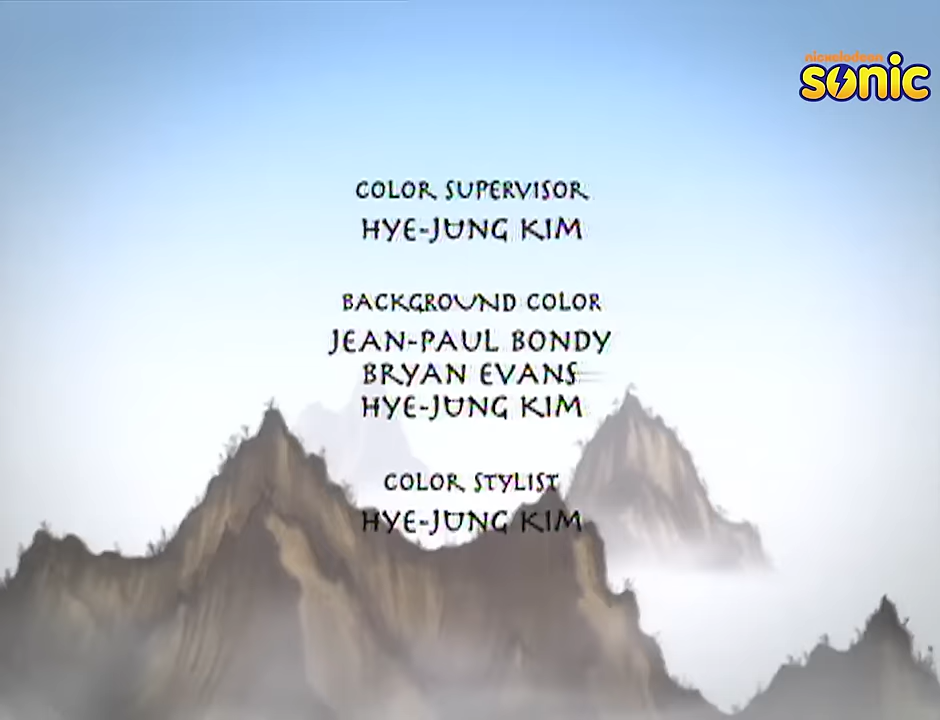 nickelodeon
sonic
COLOR SUPERVISOR
HYE-JUNG KIM
BACKGROUND COLOR
JEAN-PAUL BONDY
BRYAN EVANS
HYE-JUNG KIM
COLOR STYLIST
HYE-JUNG KIM